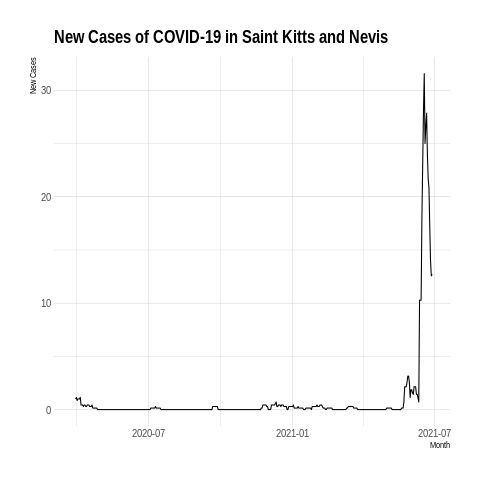 New Cases of COVID-19 in Saint Kitts and Nevis
New Cases
30
20
10
0
2020-07
2021-01
2021-07
Month